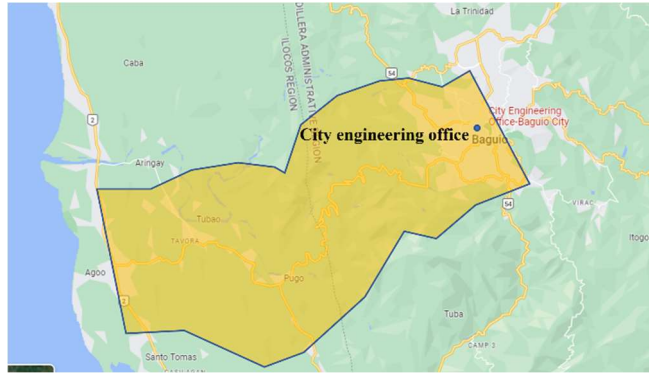 La Trinidad
Caba
CORDILLERA ADMINISTRATIVE REGION
ILOCOS REGION
54
2
City Engineering
Office-Baguio City
City engineering office
Baguio
Aringay
54
VIRAC
Tubao
TAVORA
Itogo
Agoo
Pugo
2
Tuba
CAMP 3
Santo Tomas